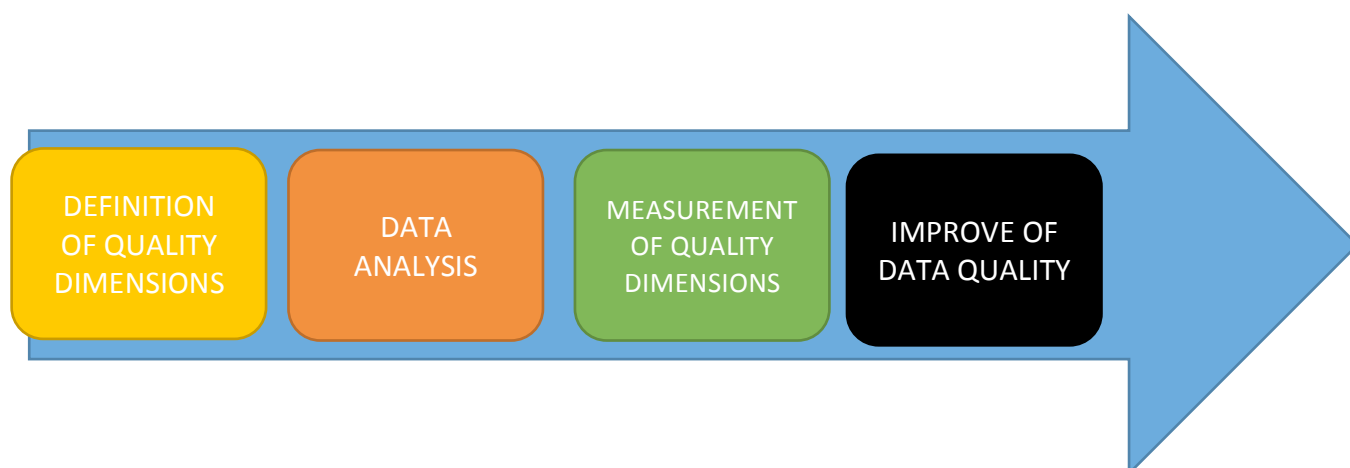 DEFINITION
OF QUALITY
DIMENSIONS
DATA
ANALYSIS
MEASUREMENT
OF QUALITY
DIMENSIONS
IMPROVE OF
DATA QUALITY